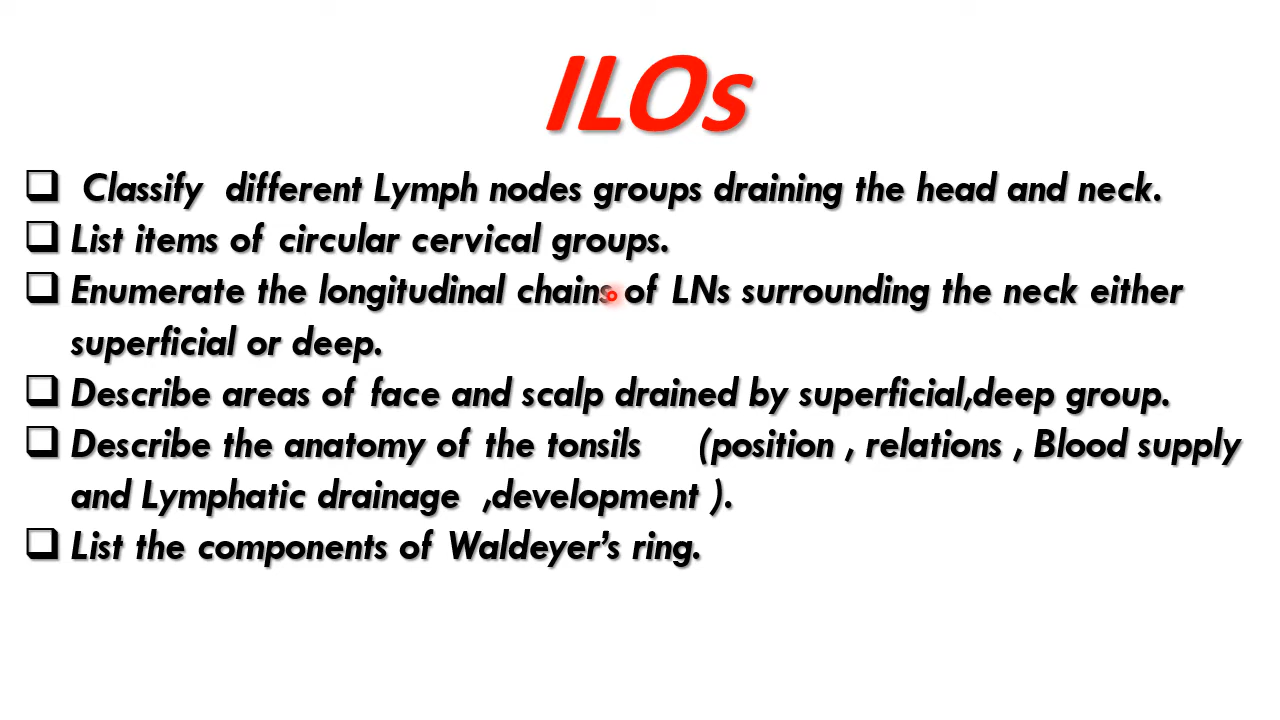 ILOs
Classify different Lymph nodes groups draining the head and neck.
List items of circular cervical groups.
Enumerate the longitudinal chains of LNs surrounding the neck either
superficial or deep.
Describe areas of face and scalp drained by superficial,deep group.
Describe the anatomy of the tonsils (position , relations , Blood supply
and Lymphatic drainage ,development ).
List the components of Waldeyer’s ring.